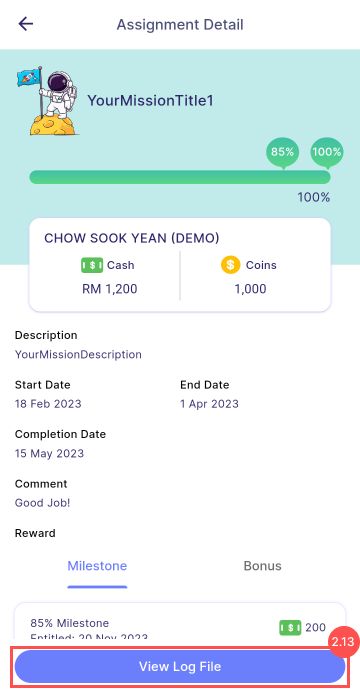 Assignment Detail
YourMissionTitle1
85% 100%
100%
CHOW SOOK YEAN (DEMO)
Cash Coins
RM 1,200 1,000
Description
YourMissionDescription
Start Date End Date
18 Feb 2023 1 Apr 2023
Completion Date
15 May 2023
Comment
Good Job!
Reward
Milestone Bonus
85% Milestone 200
Entitled: 20 Nov 2023
2.13
View Log File